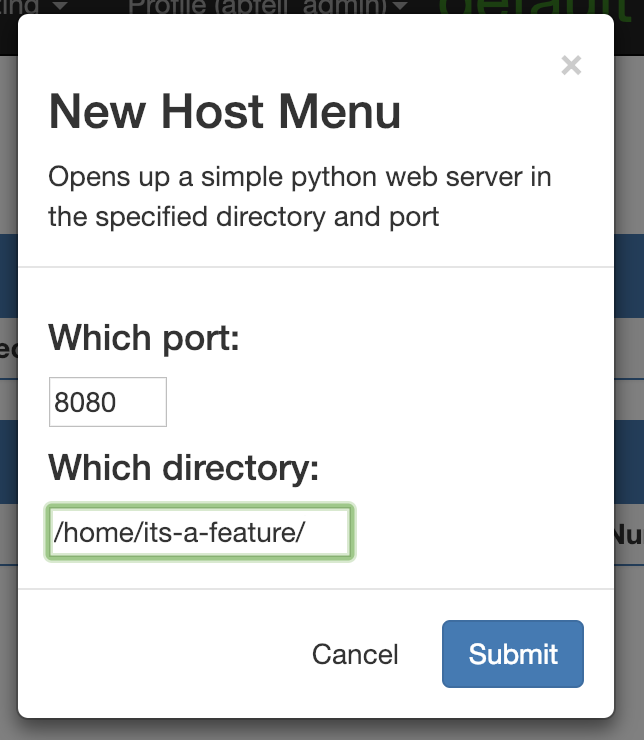 Profile (apfell_admin)
default
×
New Host Menu
Opens up a simple python web server in
the specified directory and port
Which port:
8080
Which directory:
/home/its-a-feature/
Cancel
Submit